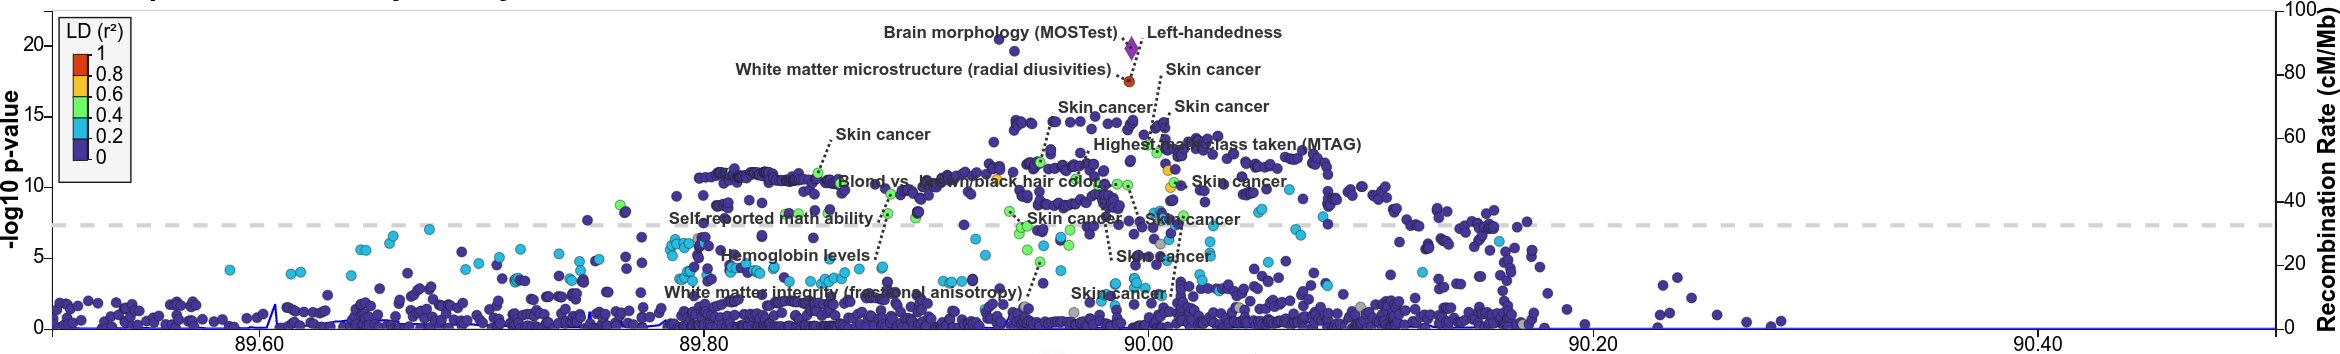 LD (r²)
1
0.8
0.6
0.4
0.2
0
-log10 p-value
20
15
10
5
0
Recombination Rate (cM/Mb)
100
80
60
40
20
0
Brain morphology (MOSTest)
Left-handedness
White matter microstructure (radial diusivities)
Skin cancer
Skin cancer
Skin cancer
Skin cancer
Highest math class taken (MTAG)
Blond vs. brown/black hair color
Skin cancer
Self-reported math ability
Skin cancer
Skin cancer
Hemoglobin levels
Skin cancer
White matter integrity (fractional anisotropy)
Skin cancer
89.60
89.80
90.00
90.20
90.40